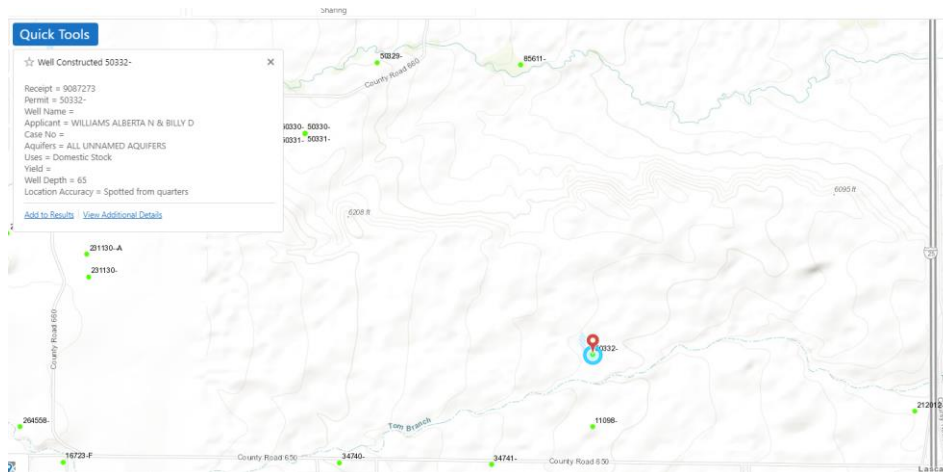 Sharing
Quick Tools
☆ Well Constructed 50332- ×
Receipt = 9087273
Permit = 50332-
Well Name =
Applicant = WILLIAMS ALBERTA N & BILLY D
Case No =
Aquifers = ALL UNNAMED AQUIFERS
Uses = Domestic Stock
Yield =
Well Depth = 65
Location Accuracy = Spotted from quarters
Add to Results | View Additional Details
50329-
85611-
County Road 660
50330- 50330-
50331- 50331-
6095 ft
6208 ft
231130--A
231130-
25
County Road 660
50332-
212012-
264558-
11098-
Tom Branch
16723-F
County Road 650
34740-
34741-
County Road 650